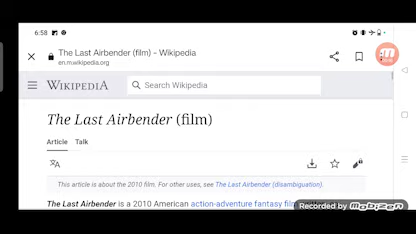 6:58
The Last Airbender (film) - Wikipedia
en.m.wikipedia.org
WIKIPEDIA
Search Wikipedia
The Last Airbender (film)
Article Talk
This article is about the 2010 film. For other uses, see The Last Airbender (disambiguation).
The Last Airbender is a 2010 American action-adventure fantasy film
Recorded by MOBIZEN